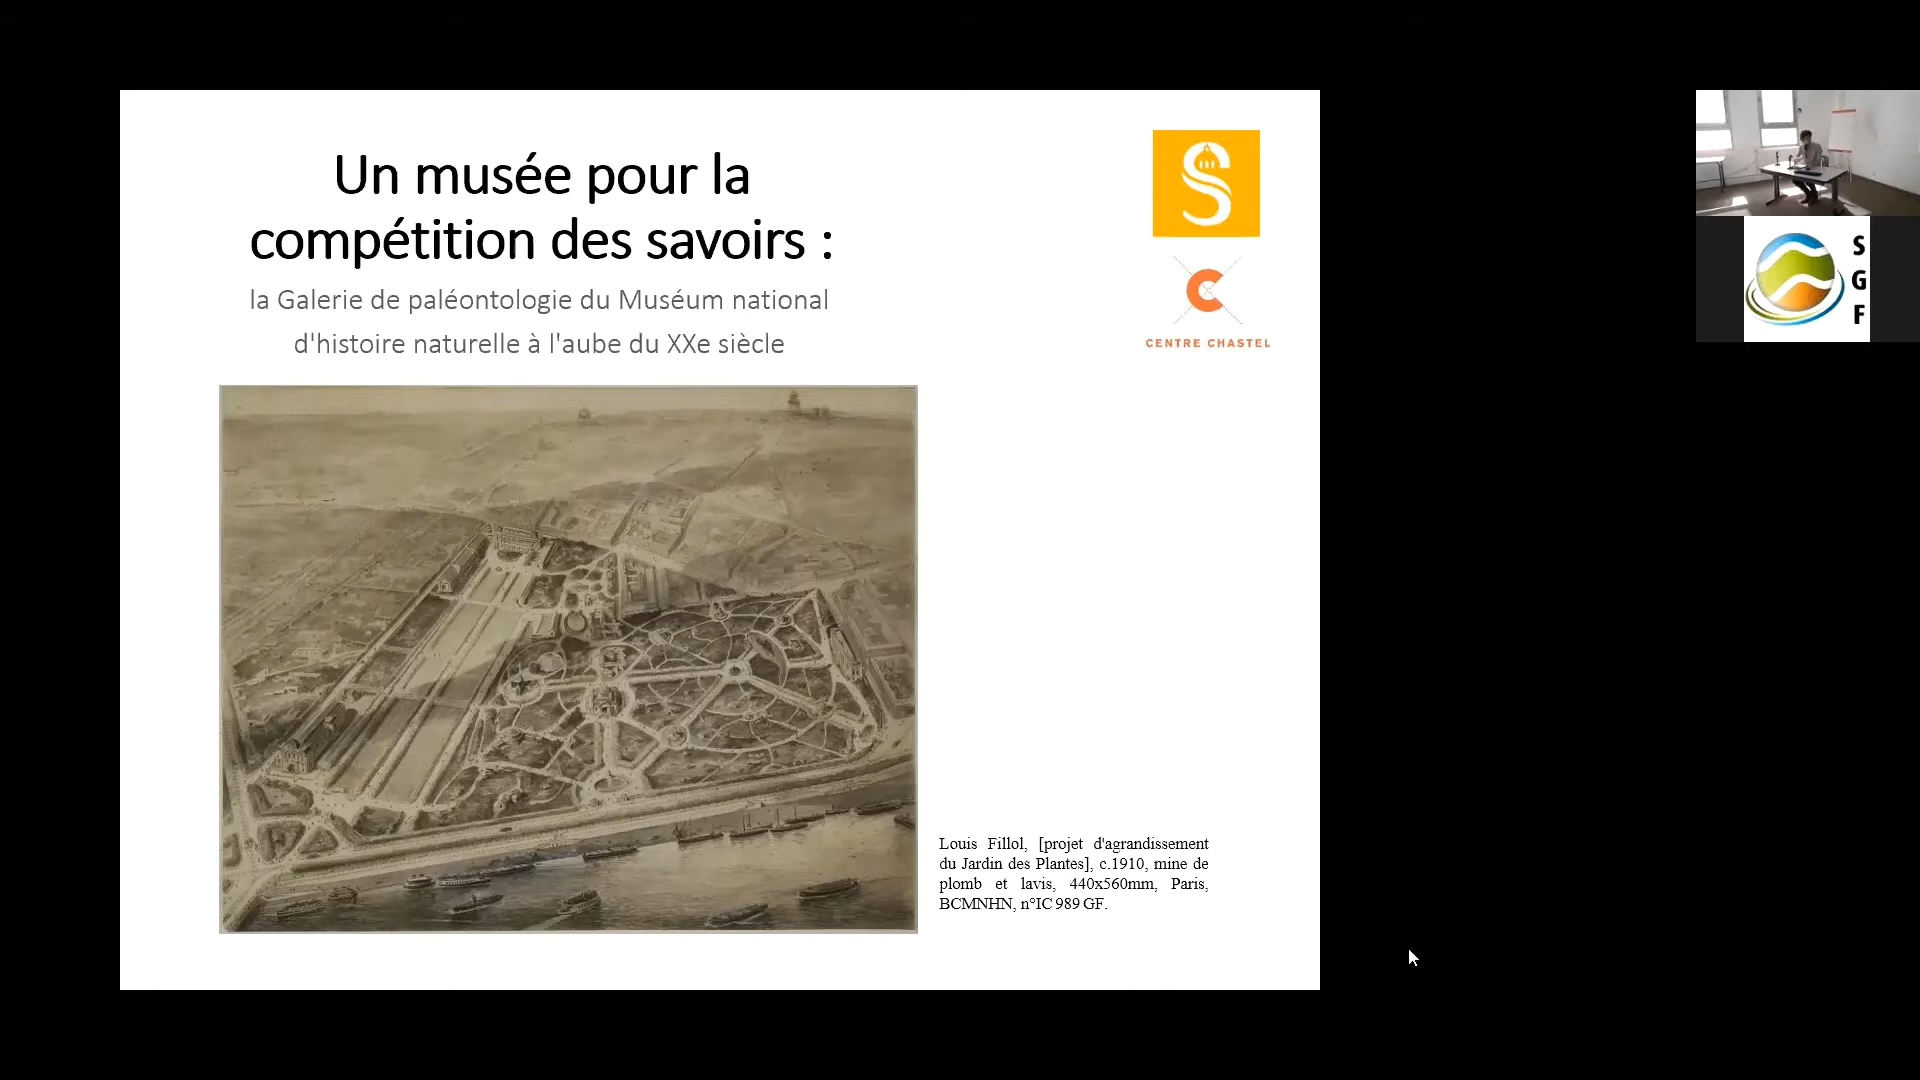 Un musée pour la
compétition des savoirs :
la Galerie de paléontologie du Muséum national
d'histoire naturelle à l'aube du XXe siècle
S
C
CENTRE CHASTEL
Louis Fillol, [projet d'agrandissement
du Jardin des Plantes], c.1910, mine de
plomb et lavis, 440x560mm, Paris,
BCMNHN, n°IC 989 GF.
S
G
F